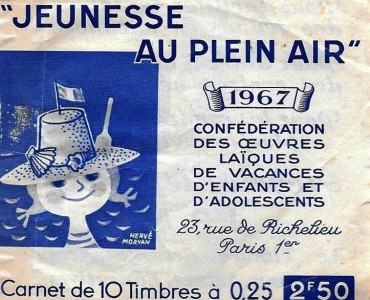 "JEUNESSE
AU PLEIN AIR"
1967
CONFÉDÉRATION
DES ŒUVRES
LAÏQUES
DE VACANCES
D'ENFANTS ET
D'ADOLESCENTS
23, rue de Richelieu
Paris 1er
HERVÉ
MORVAN
Carnet de 10 Timbres à 0.25 2F50